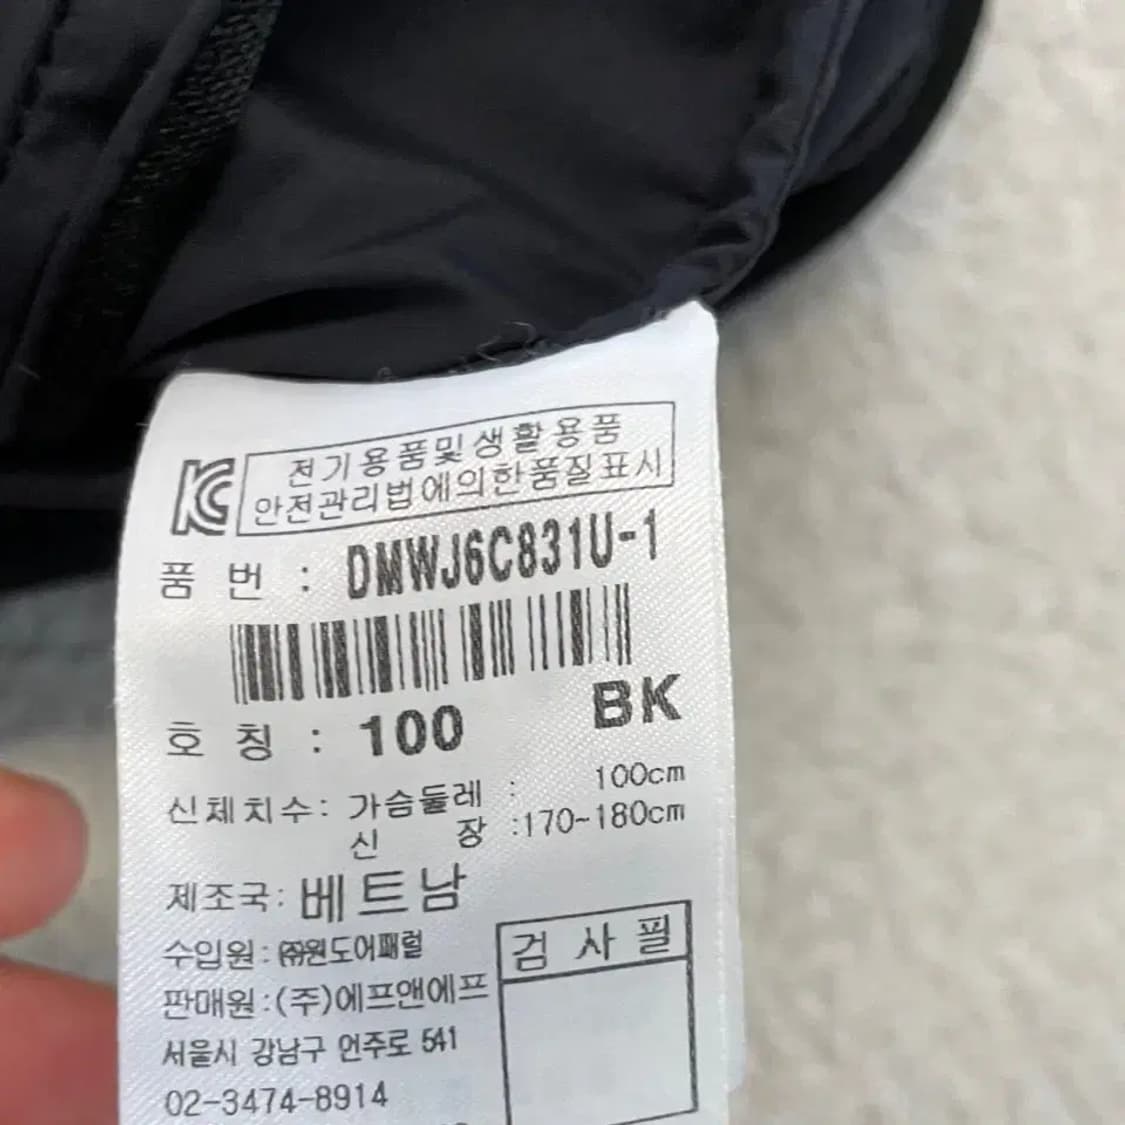 KC 전기용품및생활용품
안전관리법에의한품질표시
품 번 : DMWJ6C831U-1
호 칭 : 100 BK
신체치수: 가슴둘레 : 100cm
신 장 :170~180cm
제조국: 베트남
수입원: ㈜원도어패럴
판매원:(주)에프앤에프
서울시 강남구 언주로 541
02-3474-8914
검 사 필